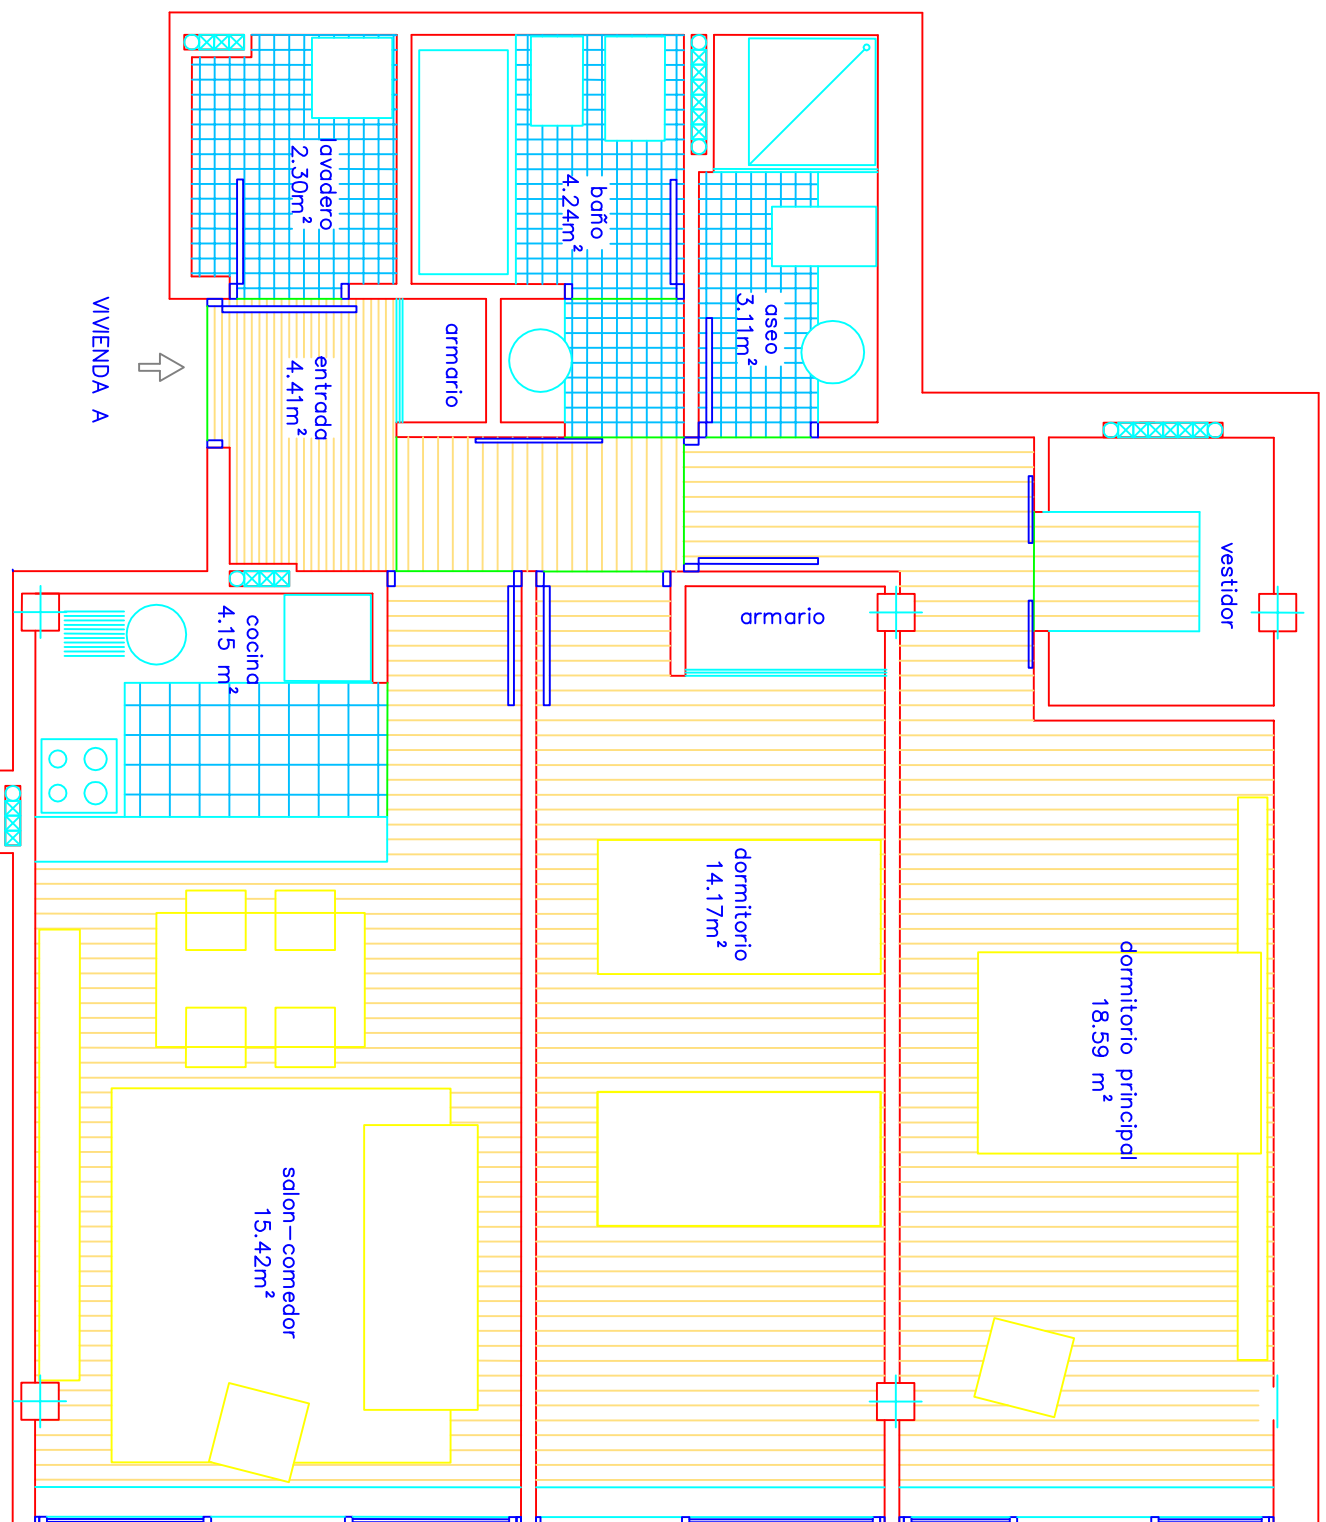 lavadero
2.30m²
baño
4.24m²
aseo
3.11m²
VIVIENDA A
entrada
4.41m²
armario
vestidor
armario
cocina
4.15 m²
dormitorio
14.17m²
dormitorio principal
18.59 m²
salon-comedor
15.42m²